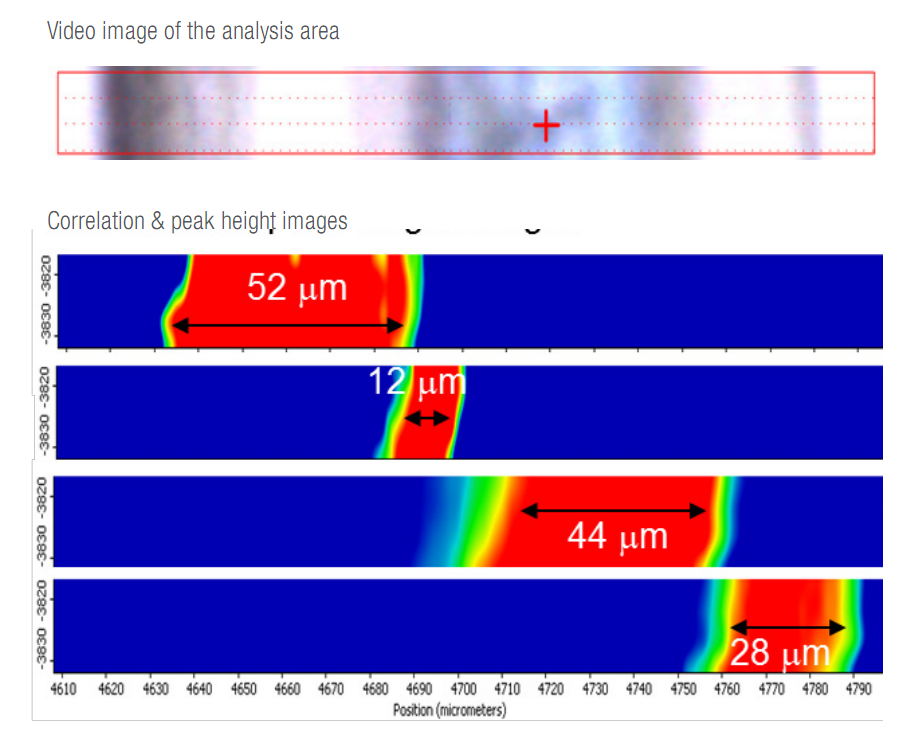 Video image of the analysis area
Correlation & peak height images
-3830 -3820
52 μm
-3830 -3820
12 μm
-3830 -3820
44 μm
-3830 -3820
28 μm
4610 4620 4630 4640 4650 4660 4670 4680 4690 4700 4710 4720 4730 4740 4750 4760 4770 4780 4790
Position (micrometers)